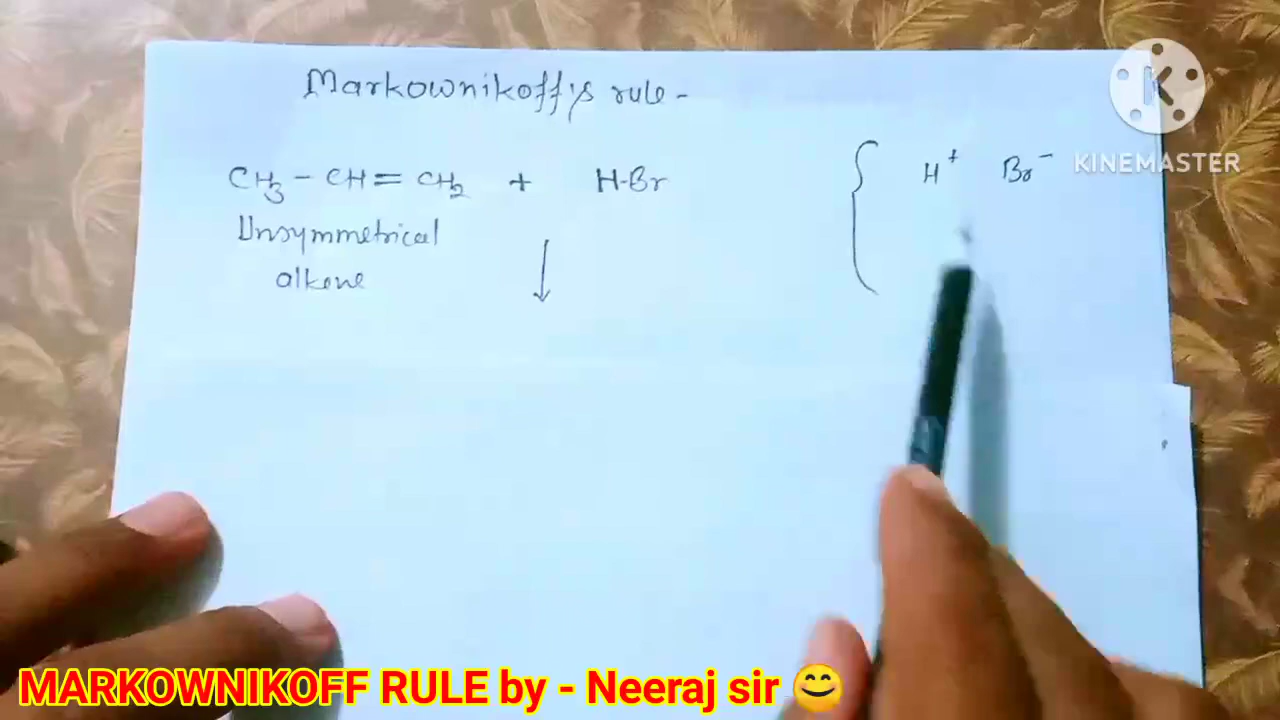 Markownikoff's rule -
CH3 - CH = CH2 + H-Br
H+ Br-
Unsymmetrical
alkene
KINEMASTER
MARKOWNIKOFF RULE by - Neeraj sir 😊